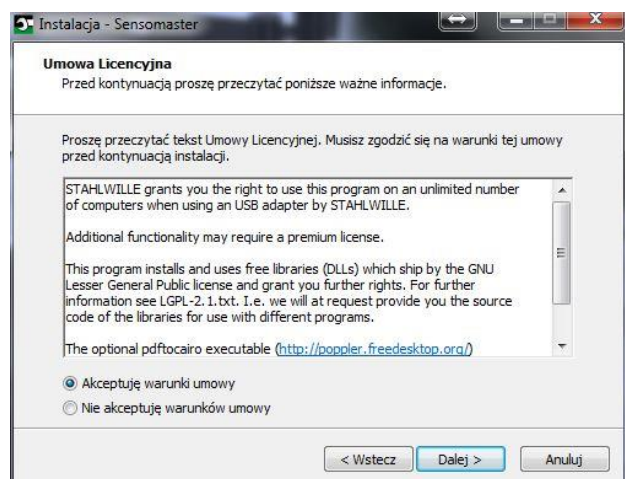 Instalacja - Sensomaster
Umowa Licencyjna
Przed kontynuacją proszę przeczytać poniższe ważne informacje.
Proszę przeczytać tekst Umowy Licencyjnej. Musisz zgodzić się na warunki tej umowy
przed kontynuacją instalacji.
STAHLWILLE grants you the right to use this program on an unlimited number
of computers when using an USB adapter by STAHLWILLE.
Additional functionality may require a premium license.
This program installs and uses free libraries (DLLs) which ship by the GNU
Lesser General Public license and grant you further rights. For further
information see LGPL-2.1.txt. I.e. we will at request provide you the source
code of the libraries for use with different programs.
The optional pdftocairo executable (http://poppler.freedesktop.org/)
Akceptuję warunki umowy
Nie akceptuję warunków umowy
< Wstecz Dalej > Anuluj